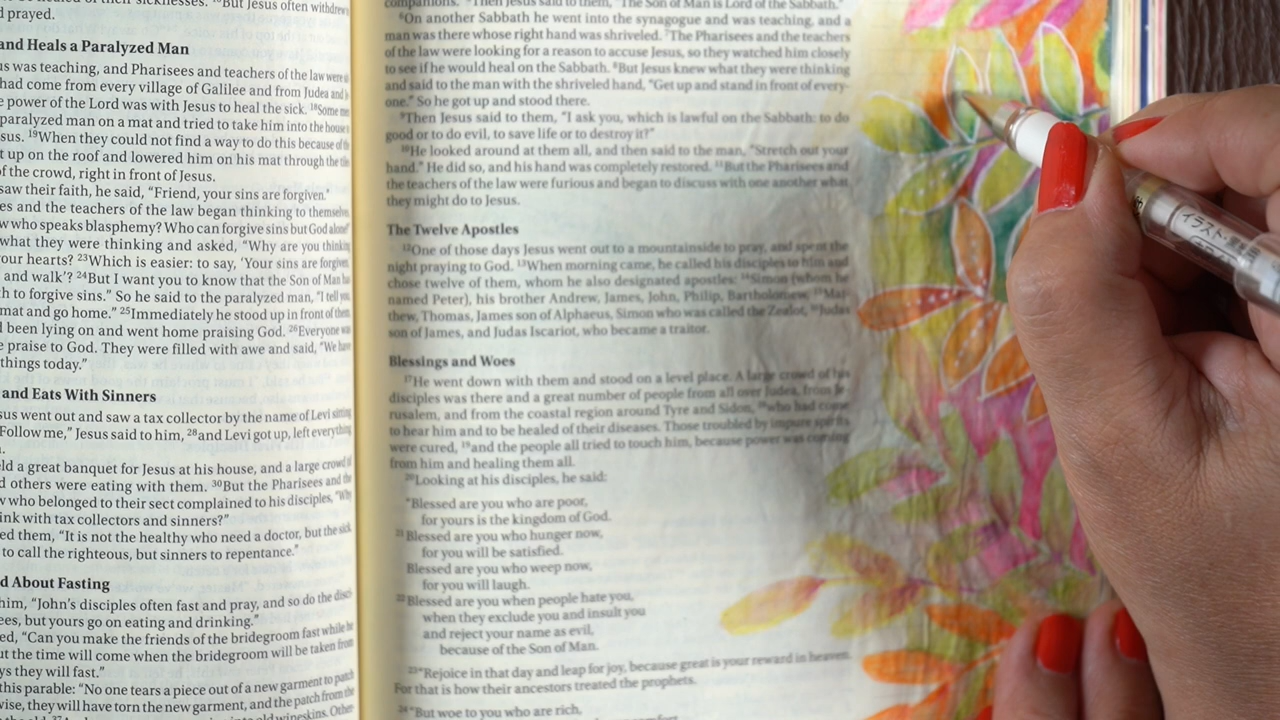 of their sicknesses. 16But Jesus often withdrew
prayed.
and Heals a Paralyzed Man
was teaching, and Pharisees and teachers of the law were
had come from every village of Galilee and from Judea and
power of the Lord was with Jesus to heal the sick. 18Some
paralyzed man on a mat and tried to take him into the house
sus. 19When they could not find a way to do this because of
t up on the roof and lowered him on his mat through the
of the crowd, right in front of Jesus.
saw their faith, he said, “Friend, your sins are forgiven.”
es and the teachers of the law began thinking to themselves,
w who speaks blasphemy? Who can forgive sins but God alone
what they were thinking and asked, “Why are you thinking
our hearts? 23Which is easier: to say, ‘Your sins are forgiven,
and walk’? 24But I want you to know that the Son of Man
h to forgive sins.” So he said to the paralyzed man, “I tell you,
mat and go home.” 25Immediately he stood up in front of them,
been lying on and went home praising God. 26Everyone was
praise to God. They were filled with awe and said, “We have
things today.”
and Eats With Sinners
sus went out and saw a tax collector by the name of Levi sitting
Follow me,” Jesus said to him, 28and Levi got up, left everything
ld a great banquet for Jesus at his house, and a large crowd of
d others were eating with them. 30But the Pharisees and the
w who belonged to their sect complained to his disciples, “Why
ink with tax collectors and sinners?”
ed them, “It is not the healthy who need a doctor, but the sick
to call the righteous, but sinners to repentance.”
d About Fasting
him, “John’s disciples often fast and pray, and so do the disci-
ees, but yours go on eating and drinking.”
ed, “Can you make the friends of the bridegroom fast while he
ut the time will come when the bridegroom will be taken from
ys they will fast.”
this parable: “No one tears a piece out of a new garment to patch
wise, they will have torn the new garment, and the patch from the
old wineskins. Other
companions. Then Jesus said to them, “The Son of Man is Lord of the Sabbath.”
6On another Sabbath he went into the synagogue and was teaching, and a
man was there whose right hand was shriveled. 7The Pharisees and the teachers
of the law were looking for a reason to accuse Jesus, so they watched him closely
to see if he would heal on the Sabbath. 8But Jesus knew what they were thinking
and said to the man with the shriveled hand, “Get up and stand in front of every-
one.” So he got up and stood there.
9Then Jesus said to them, “I ask you, which is lawful on the Sabbath: to do
good or to do evil, to save life or to destroy it?”
10He looked around at them all, and then said to the man, “Stretch out your
hand.” He did so, and his hand was completely restored. 11But the Pharisees and
the teachers of the law were furious and began to discuss with one another what
they might do to Jesus.
The Twelve Apostles
12One of those days Jesus went out to a mountainside to pray, and spent the
night praying to God. 13When morning came, he called his disciples to him and
chose twelve of them, whom he also designated apostles: 14Simon (whom he
named Peter), his brother Andrew, James, John, Philip, Bartholomew, 15Mat-
thew, Thomas, James son of Alphaeus, Simon who was called the Zealot, 16Judas
son of James, and Judas Iscariot, who became a traitor.
Blessings and Woes
17He went down with them and stood on a level place. A large crowd of his
disciples was there and a great number of people from all over Judea, from Je-
rusalem, and from the coastal region around Tyre and Sidon, 18who had come
to hear him and to be healed of their diseases. Those troubled by impure spirits
were cured, 19and the people all tried to touch him, because power was coming
from him and healing them all.
20Looking at his disciples, he said:
“Blessed are you who are poor,
for yours is the kingdom of God.
21Blessed are you who hunger now,
for you will be satisfied.
Blessed are you who weep now,
for you will laugh.
22Blessed are you when people hate you,
when they exclude you and insult you
and reject your name as evil,
because of the Son of Man.
23“Rejoice in that day and leap for joy, because great is your reward in heaven.
For that is how their ancestors treated the prophets.
24“But woe to you who are rich,
comfort.
イラスト